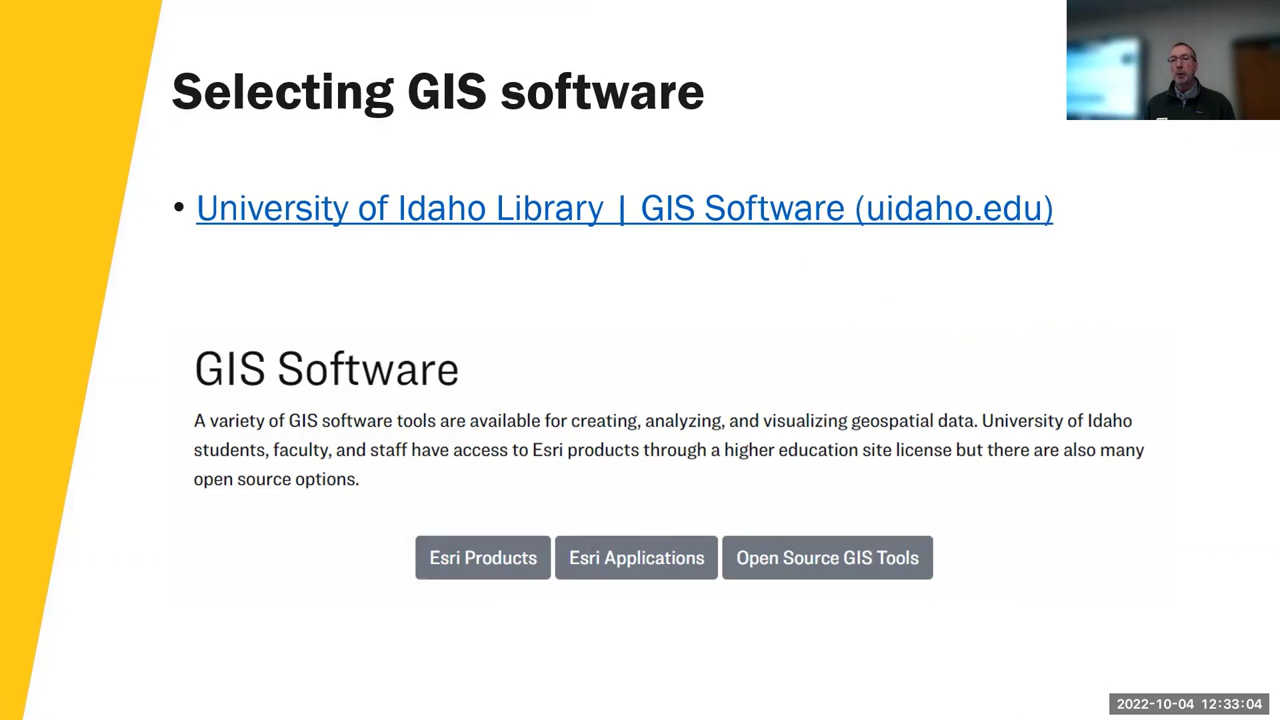 Selecting GIS software
• University of Idaho Library | GIS Software (uidaho.edu)
GIS Software
A variety of GIS software tools are available for creating, analyzing, and visualizing geospatial data. University of Idaho
students, faculty, and staff have access to Esri products through a higher education site license but there are also many
open source options.
Esri Products
Esri Applications
Open Source GIS Tools
2022-10-04 12:33:04